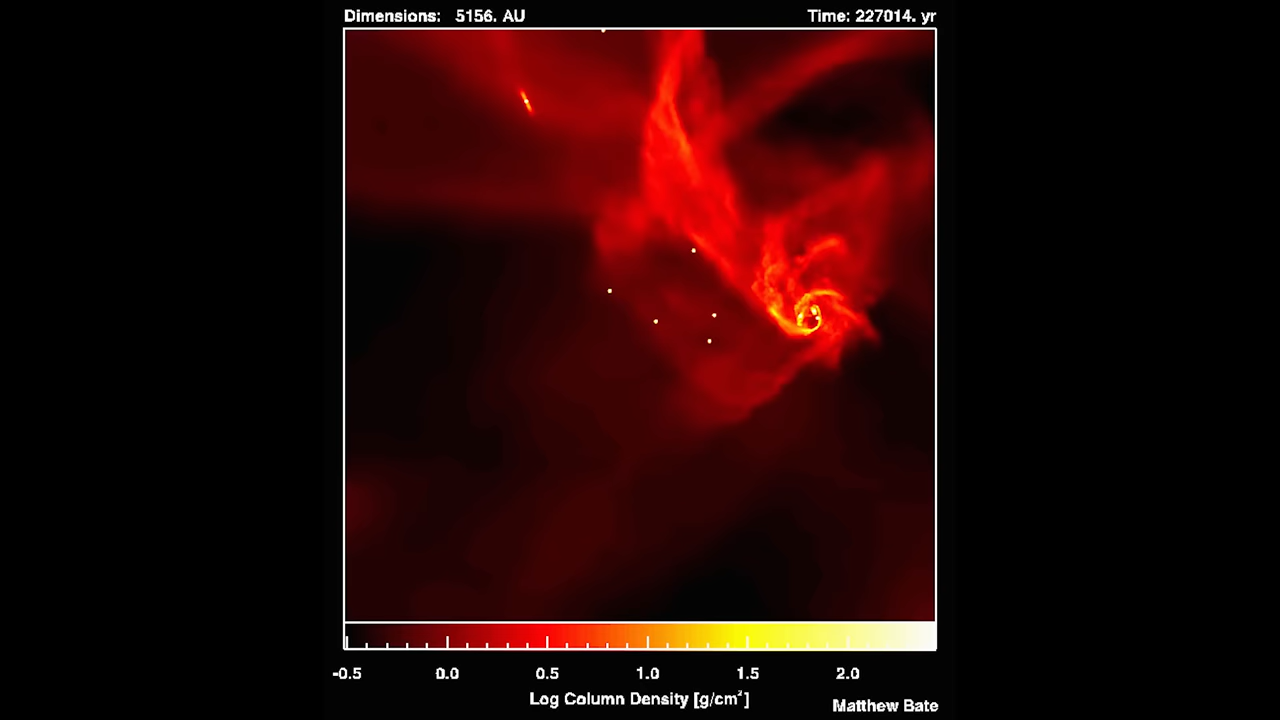 Dimensions: 5156. AU Time: 227014. yr
-0.5 0.0 0.5 1.0 1.5 2.0
Log Column Density [g/cm²]
Matthew Bate